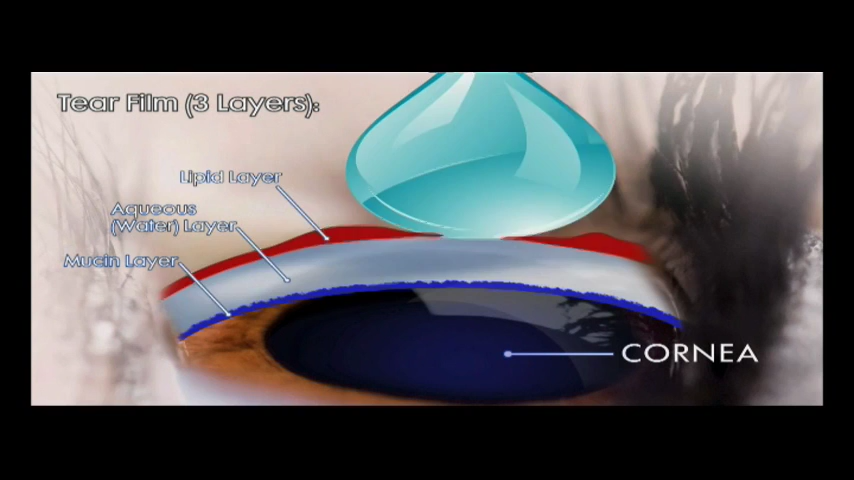 Tear Film (3 Layers):
Lipid Layer
Aqueous
(Water) Layer
Mucin Layer
CORNEA